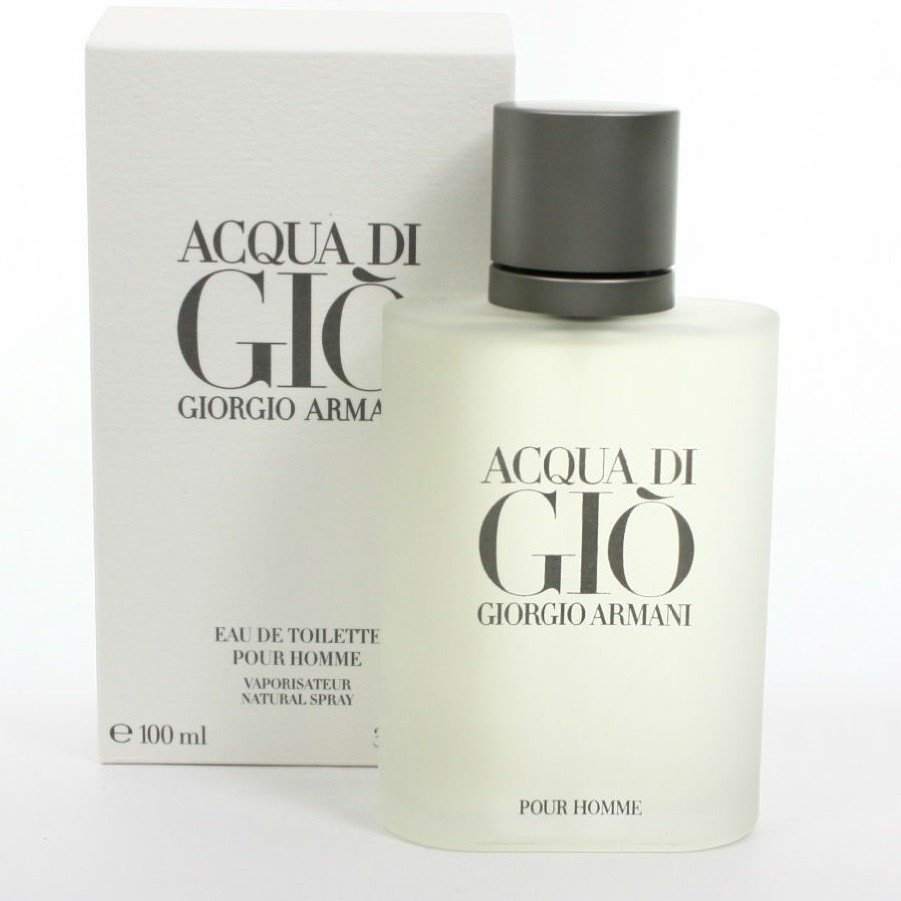 ACQUA DI
GIÒ
GIORGIO ARMA
EAU DE TOILETTE
POUR HOMME
VAPORISATEUR
NATURAL SPRAY
℮ 100 ml
ACQUA DI
GIÒ
GIORGIO ARMANI
POUR HOMME